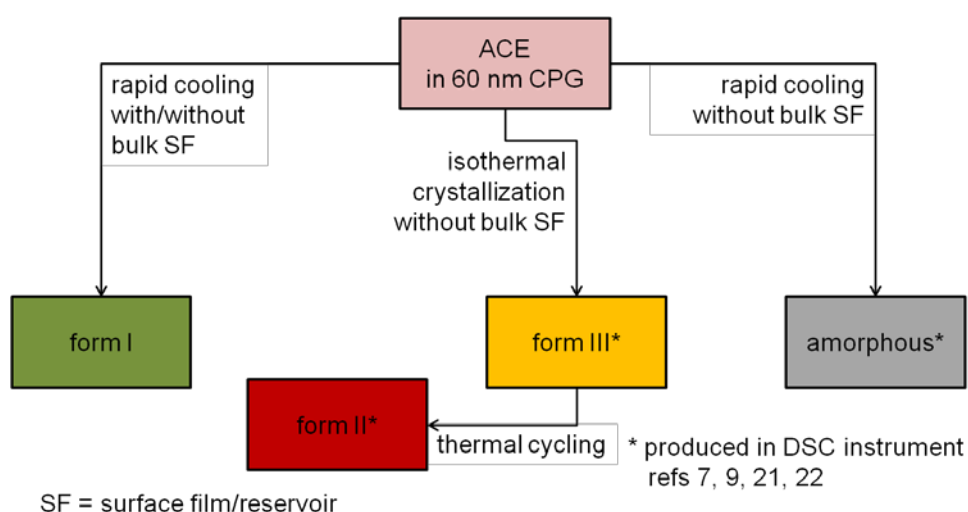 ACE
in 60 nm CPG
rapid cooling
with/without
bulk SF
isothermal
crystallization
without bulk SF
rapid cooling
without bulk SF
form I
form III*
amorphous*
form II*
thermal cycling
* produced in DSC instrument
refs 7, 9, 21, 22
SF = surface film/reservoir